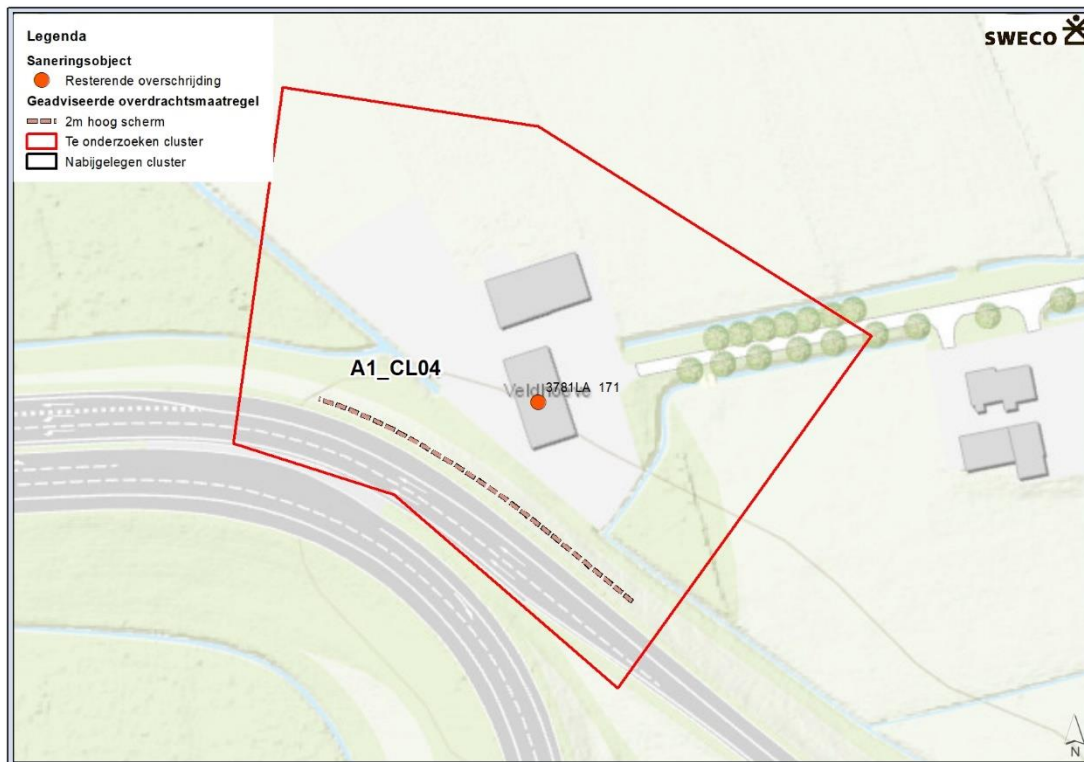 Legenda
SWECO
Saneringsobject
Resterende overschrijding
Geadviseerde overdrachtsmaatregel
2m hoog scherm
Te onderzoeken cluster
Nabijgelegen cluster
A1_CL04
3781LA 171
N